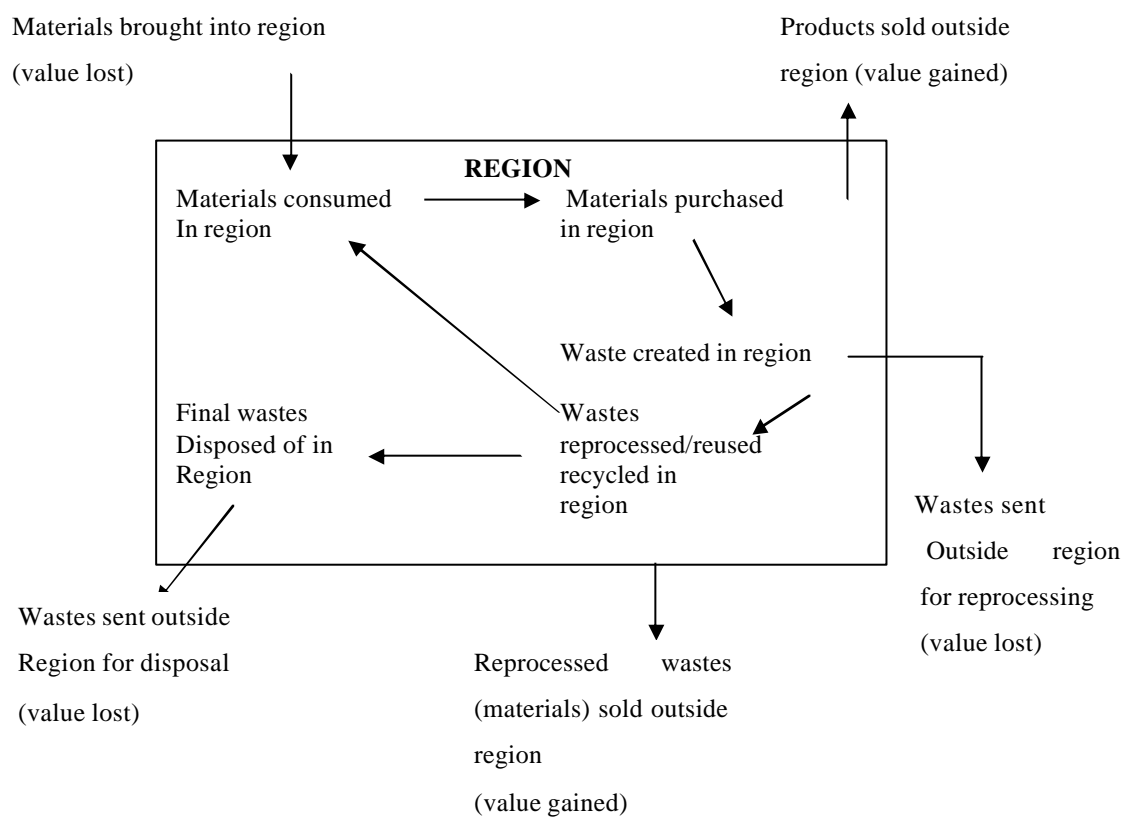 Materials brought into region
(value lost)
Products sold outside
region (value gained)
REGION
Materials consumed
In region
Materials purchased
in region
Waste created in region
Final wastes
Disposed of in
Region
Wastes
reprocessed/reused
recycled in
region
Wastes sent
Outside region
for reprocessing
(value lost)
Wastes sent outside
Region for disposal
(value lost)
Reprocessed wastes
(materials) sold outside
region
(value gained)